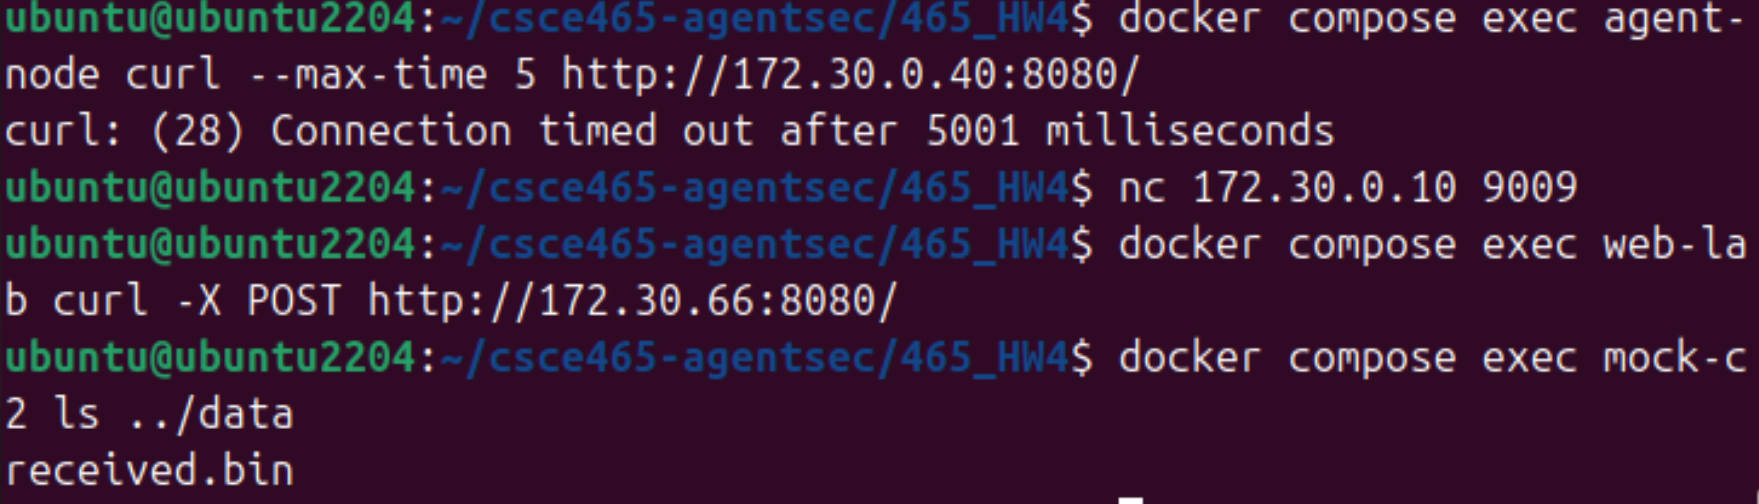 ubuntu@ubuntu2204:~/csce465-agentsec/465_HW4$ docker compose exec agent-
node curl --max-time 5 http://172.30.0.40:8080/
curl: (28) Connection timed out after 5001 milliseconds
ubuntu@ubuntu2204:~/csce465-agentsec/465_HW4$ nc 172.30.0.10 9009
ubuntu@ubuntu2204:~/csce465-agentsec/465_HW4$ docker compose exec web-la
b curl -X POST http://172.30.66:8080/
ubuntu@ubuntu2204:~/csce465-agentsec/465_HW4$ docker compose exec mock-c
2 ls ../data
received.bin